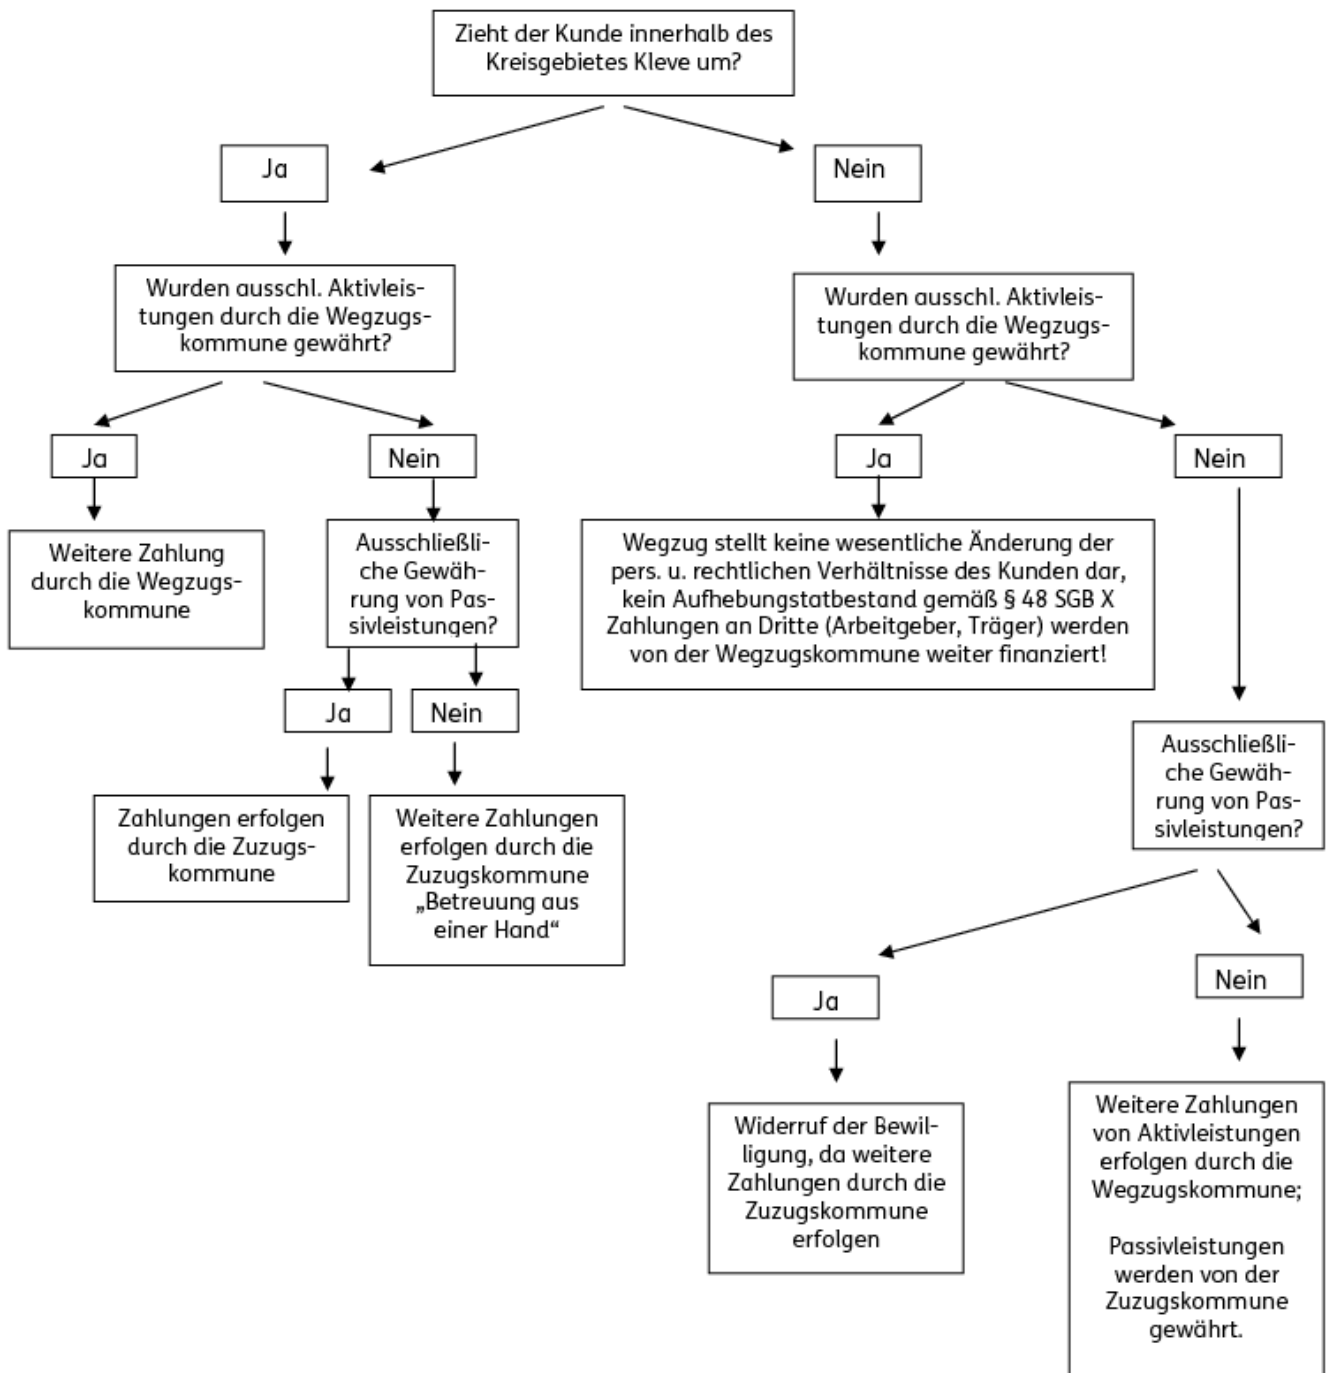 Zieht der Kunde innerhalb des
Kreisgebietes Kleve um?
Ja
Nein
Wurden ausschl. Aktivleis-
tungen durch die Wegzugs-
kommune gewährt?
Wurden ausschl. Aktivleis-
tungen durch die Wegzugs-
kommune gewährt?
Ja
Nein
Ja
Nein
Weitere Zahlung
durch die Wegzugs-
kommune
Ausschließli-
che Gewäh-
rung von Pas-
sivleistungen?
Wegzug stellt keine wesentliche Änderung der
pers. u. rechtlichen Verhältnisse des Kunden dar,
kein Aufhebungstatbestand gemäß § 48 SGB X
Zahlungen an Dritte (Arbeitgeber, Träger) werden
von der Wegzugskommune weiter finanziert!
Ja
Nein
Ausschließli-
che Gewäh-
rung von Pas-
sivleistungen?
Zahlungen erfolgen
durch die Zuzugs-
kommune
Weitere Zahlungen
erfolgen durch die
Zuzugskommune
„Betreuung aus
einer Hand“
Ja
Nein
Widerruf der Bewil-
ligung, da weitere
Zahlungen durch die
Zuzugskommune
erfolgen
Weitere Zahlungen
von Aktivleistungen
erfolgen durch die
Wegzugskommune;
Passivleistungen
werden von der
Zuzugskommune
gewährt.